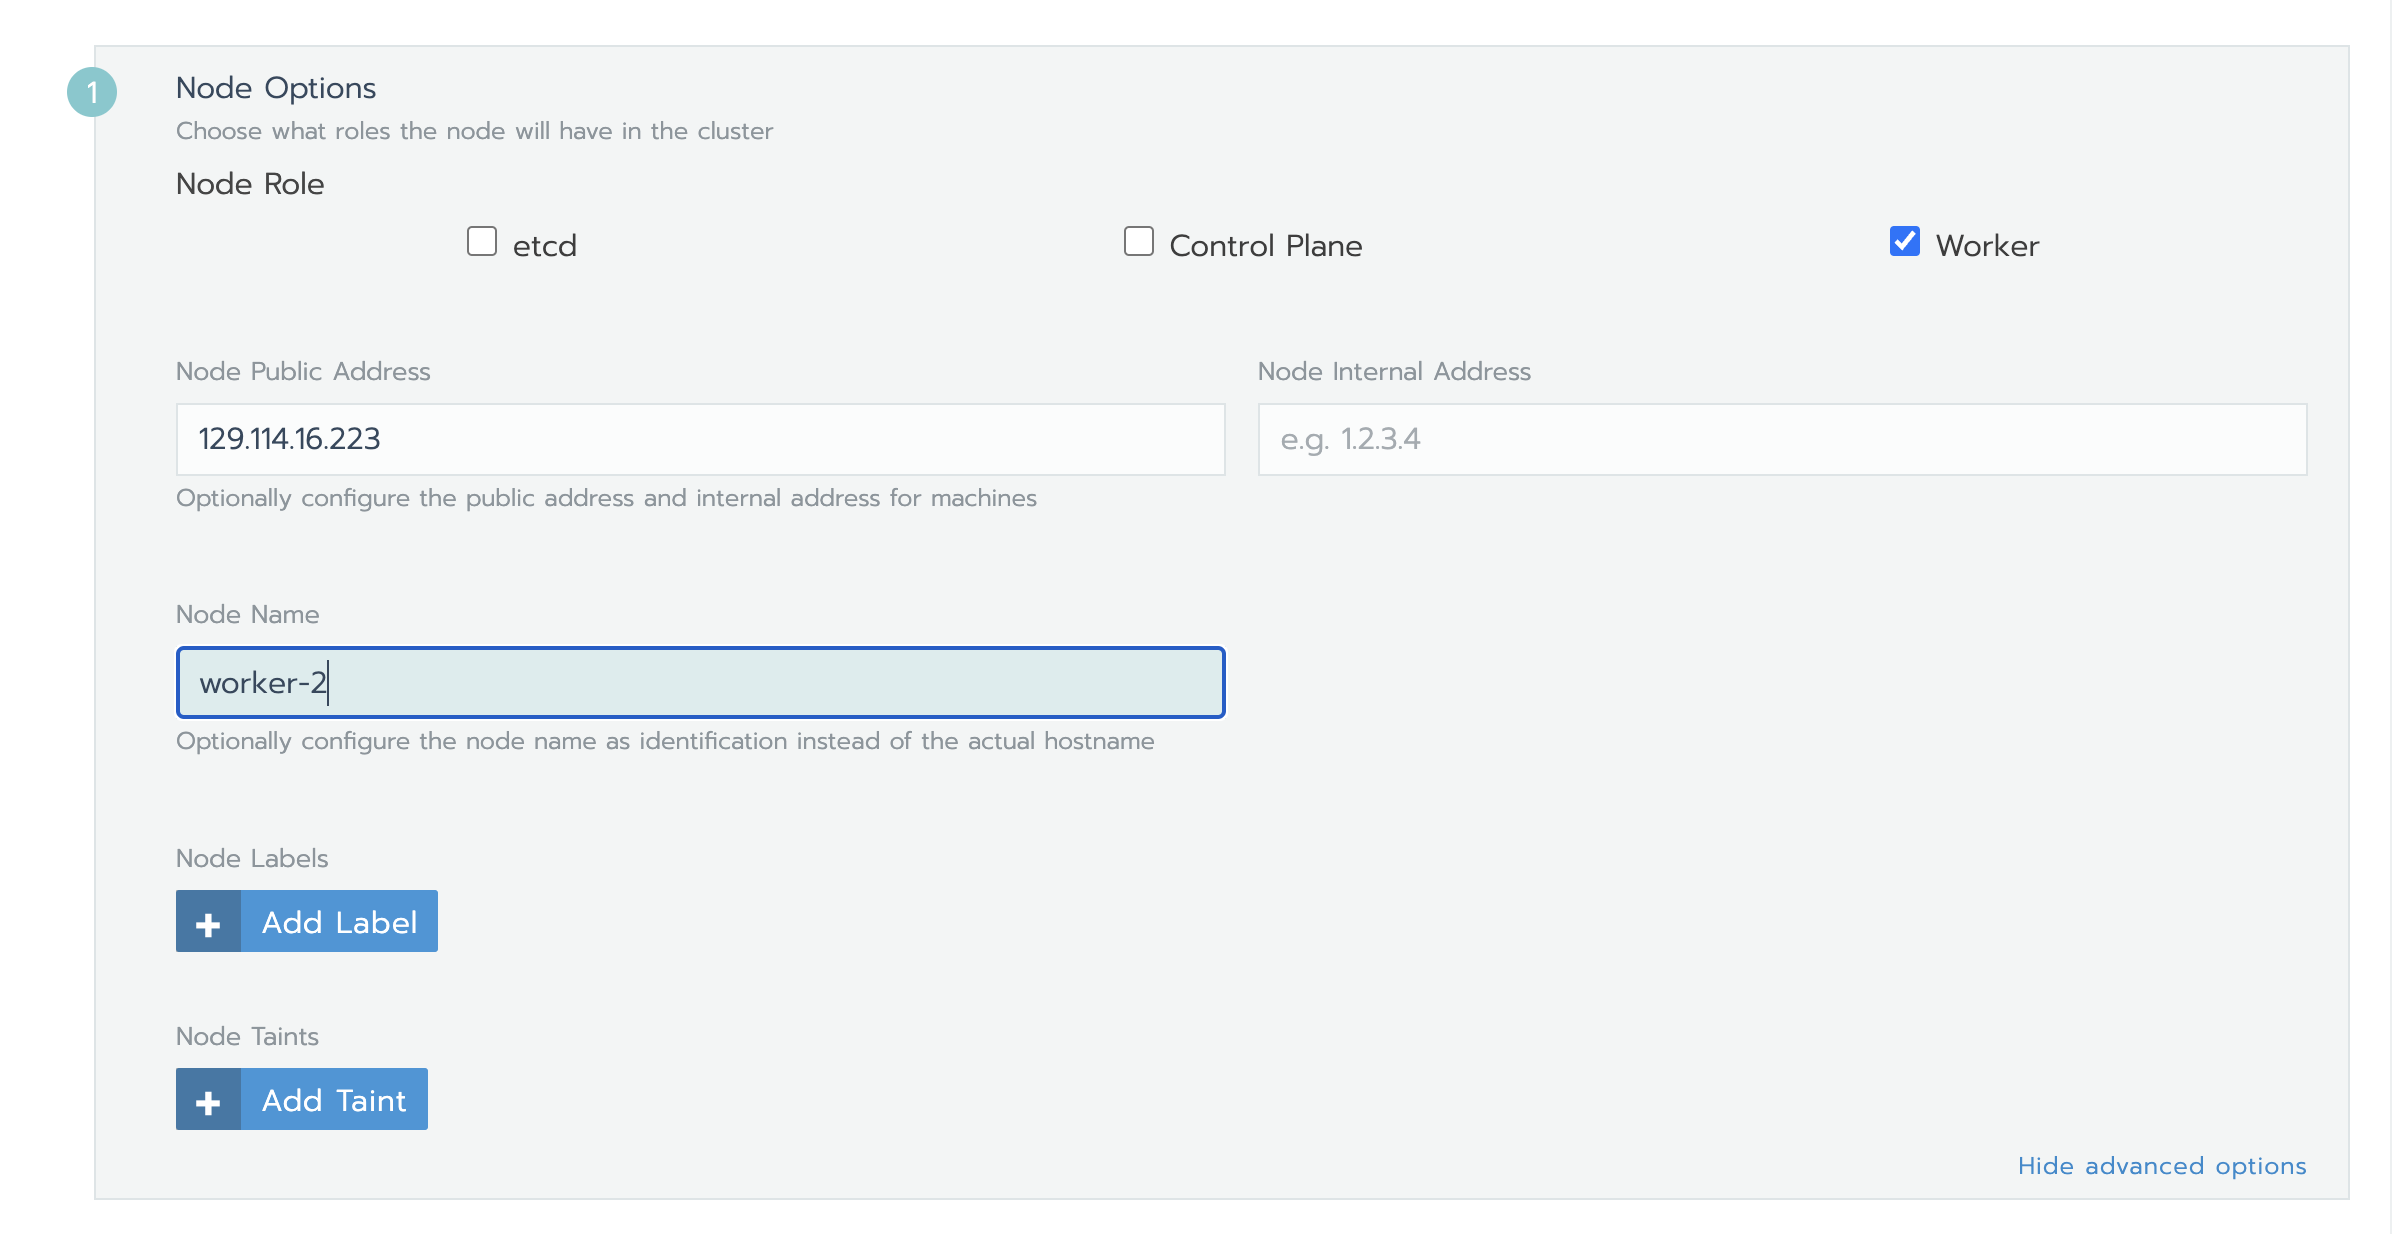 1
Node Options
Choose what roles the node will have in the cluster
Node Role
etcd
Control Plane
Worker
Node Public Address
Node Internal Address
129.114.16.223
e.g. 1.2.3.4
Optionally configure the public address and internal address for machines
Node Name
worker-2
Optionally configure the node name as identification instead of the actual hostname
Node Labels
+ Add Label
Node Taints
+ Add Taint
Hide advanced options